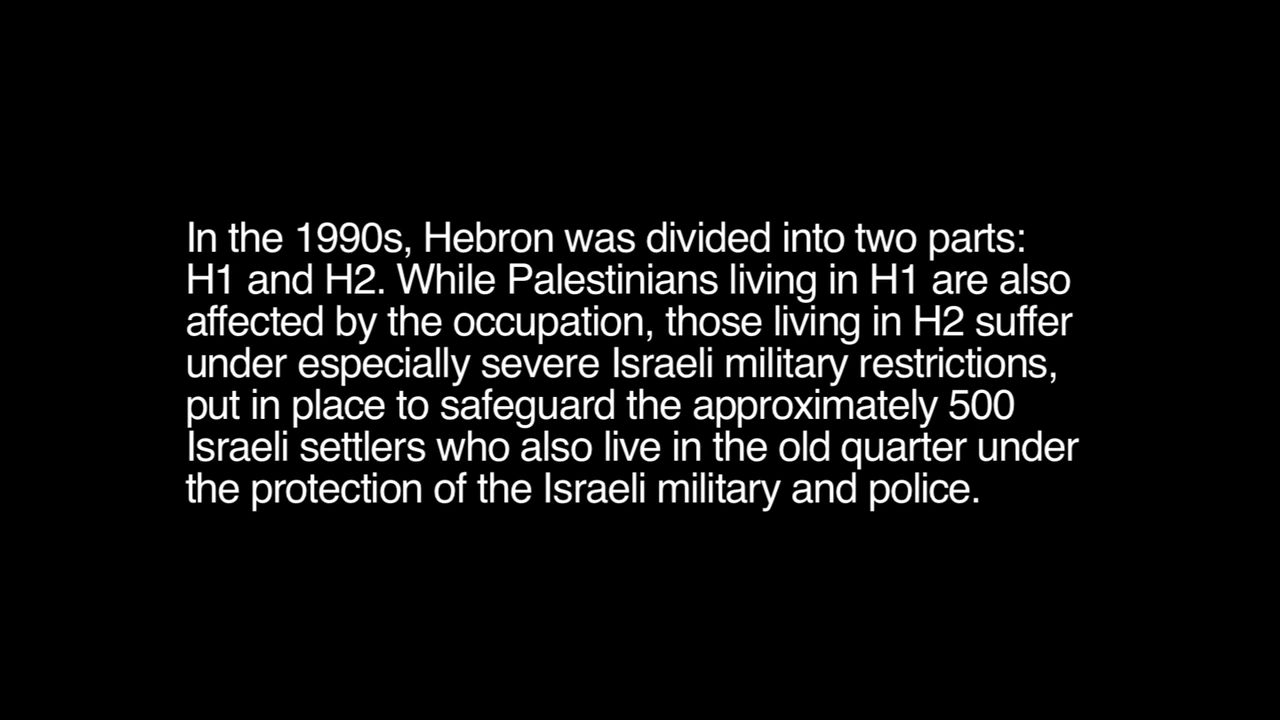 In the 1990s, Hebron was divided into two parts:
H1 and H2. While Palestinians living in H1 are also
affected by the occupation, those living in H2 suffer
under especially severe Israeli military restrictions,
put in place to safeguard the approximately 500
Israeli settlers who also live in the old quarter under
the protection of the Israeli military and police.